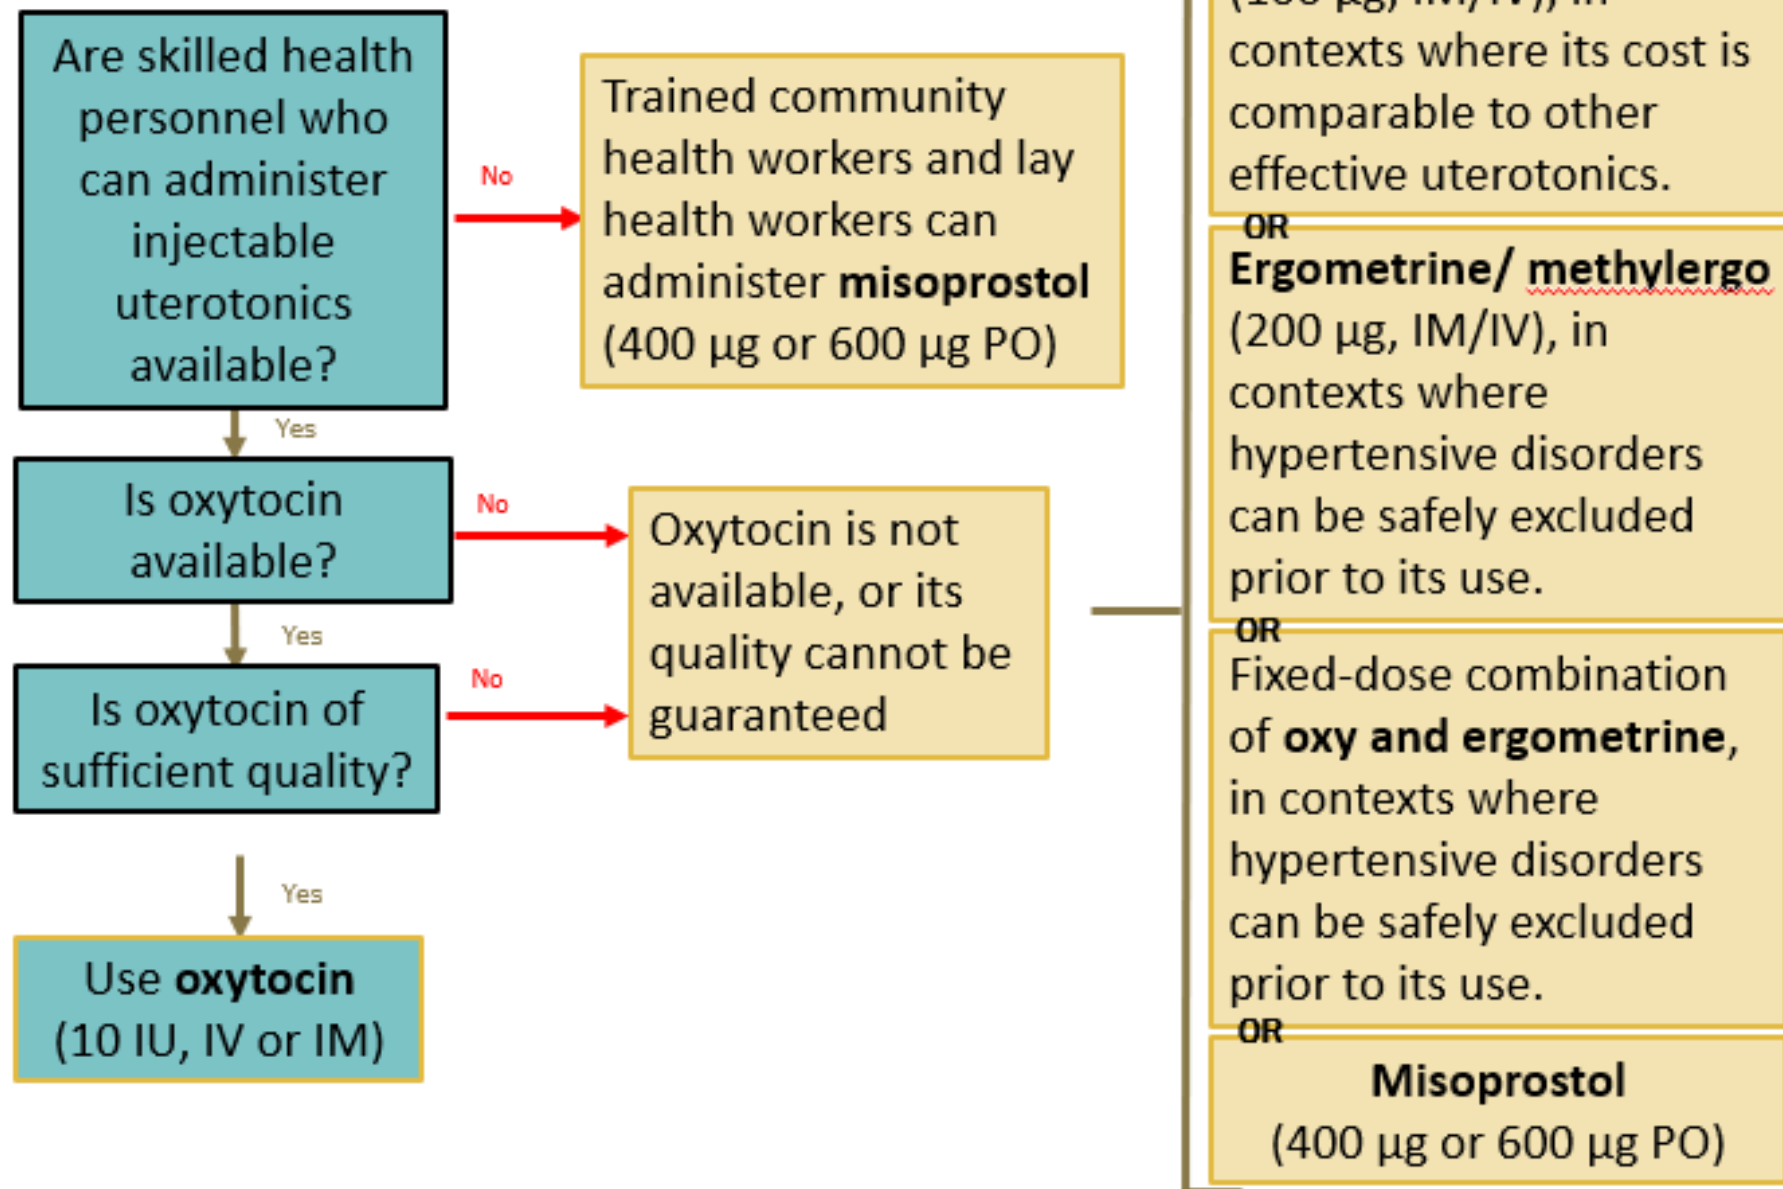 Are skilled health
personnel who
can administer
injectable
uterotonics
available?
No
Trained community
health workers and lay
health workers can
administer misoprostol
(400 µg or 600 µg PO)
Yes
Is oxytocin
available?
No
Oxytocin is not
available, or its
quality cannot be
guaranteed
Yes
Is oxytocin of
sufficient quality?
No
Yes
Use oxytocin
(10 IU, IV or IM)
(100 µg, IM/IV), in
contexts where its cost is
comparable to other
effective uterotonics.
OR
Ergometrine/ methylergo
(200 µg, IM/IV), in
contexts where
hypertensive disorders
can be safely excluded
prior to its use.
OR
Fixed-dose combination
of oxy and ergometrine,
in contexts where
hypertensive disorders
can be safely excluded
prior to its use.
OR
Misoprostol
(400 µg or 600 µg PO)